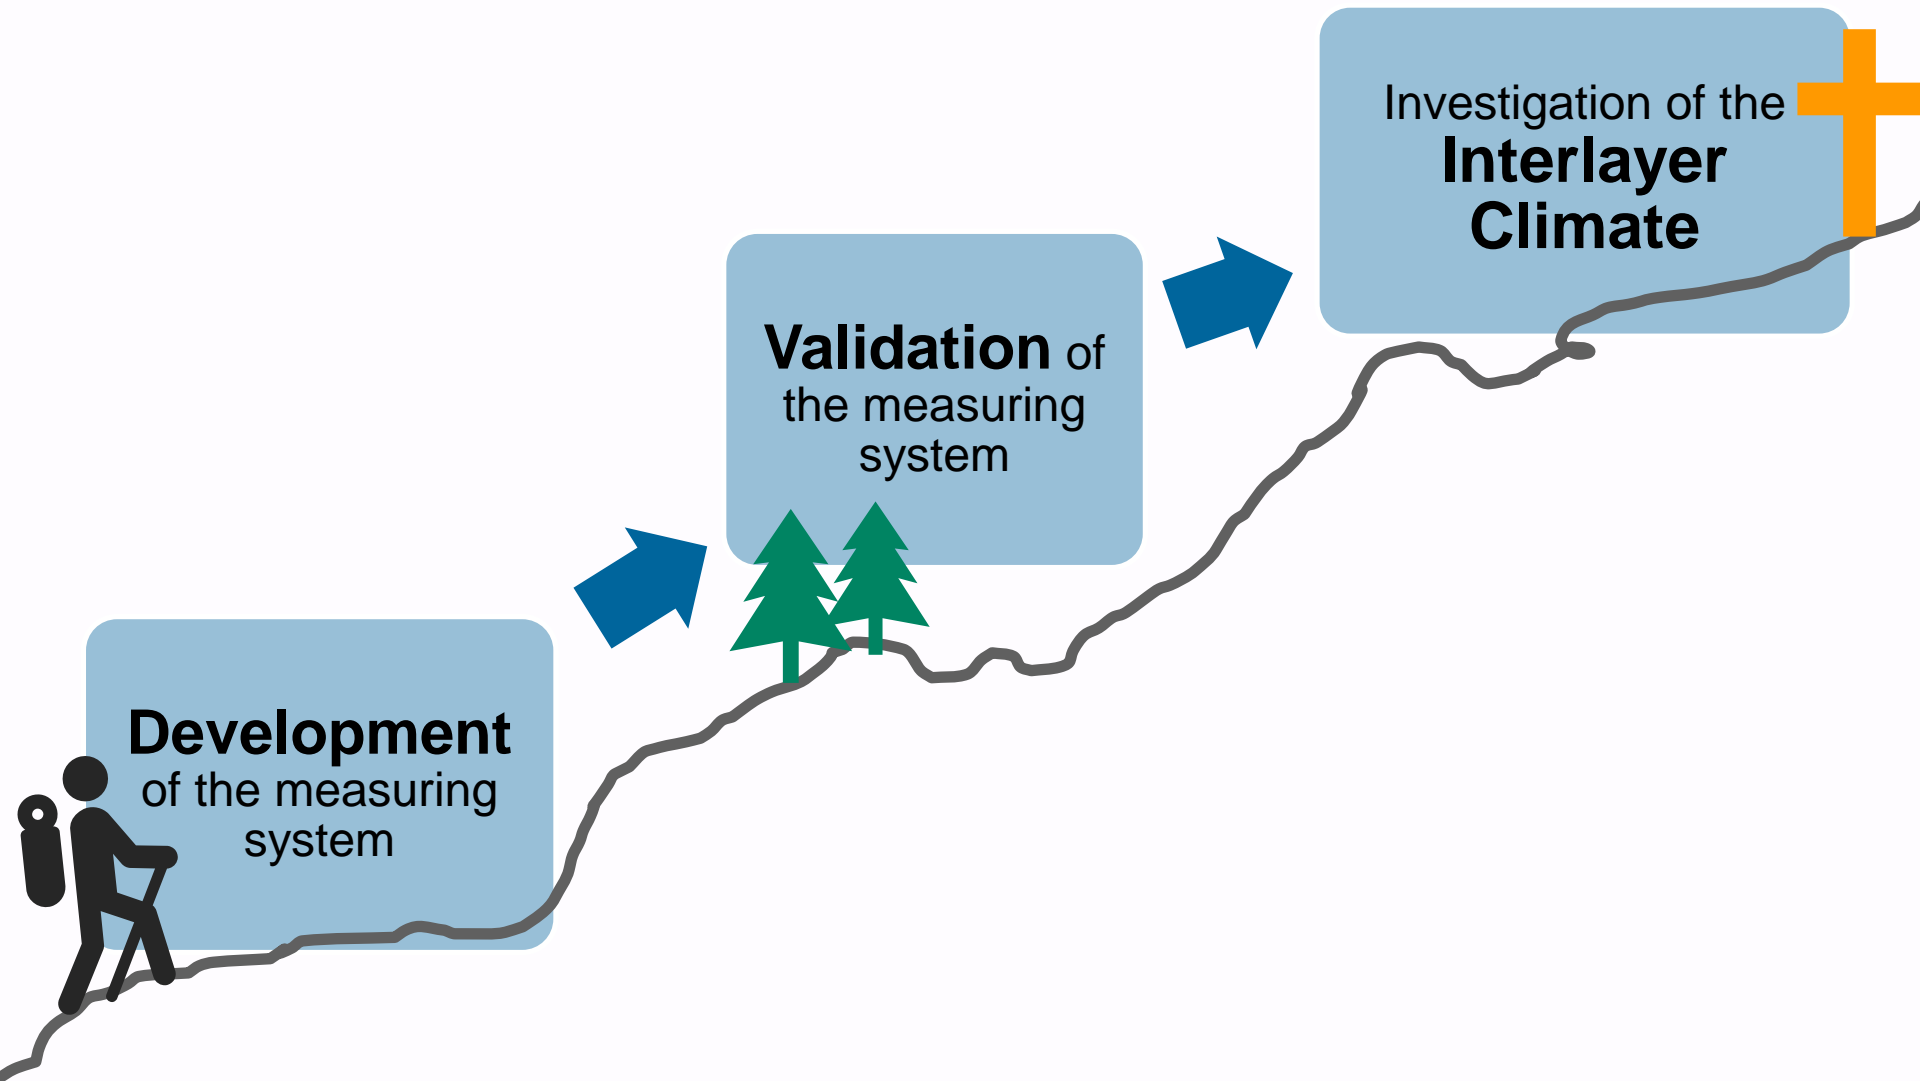 Investigation of the
Interlayer
Climate
Validation of
the measuring
system
Development
of the measuring
system